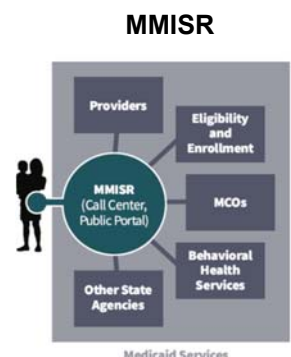 MMISR
Providers
Eligibility
and
Enrollment
MMISR
(Call Center,
Public Portal)
MCOs
Behavioral
Health
Services
Other State
Agencies
Medicaid Services